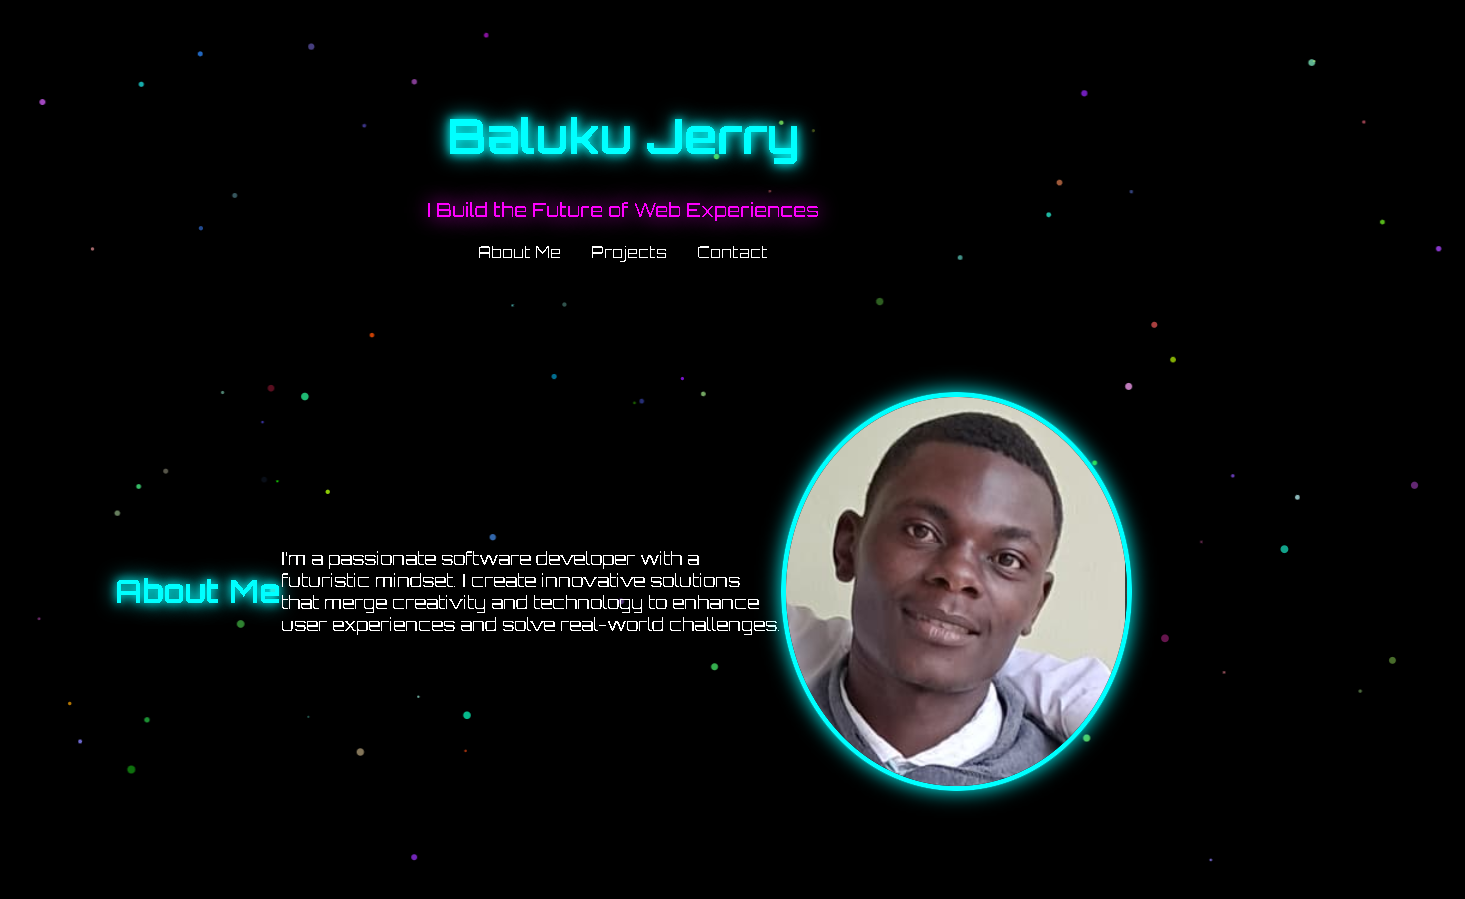 Baluku Jerry
I Build the Future of Web Experiences
About Me Projects Contact
About Me
I'm a passionate software developer with a
futuristic mindset. I create innovative solutions
that merge creativity and technology to enhance
user experiences and solve real-world challenges.